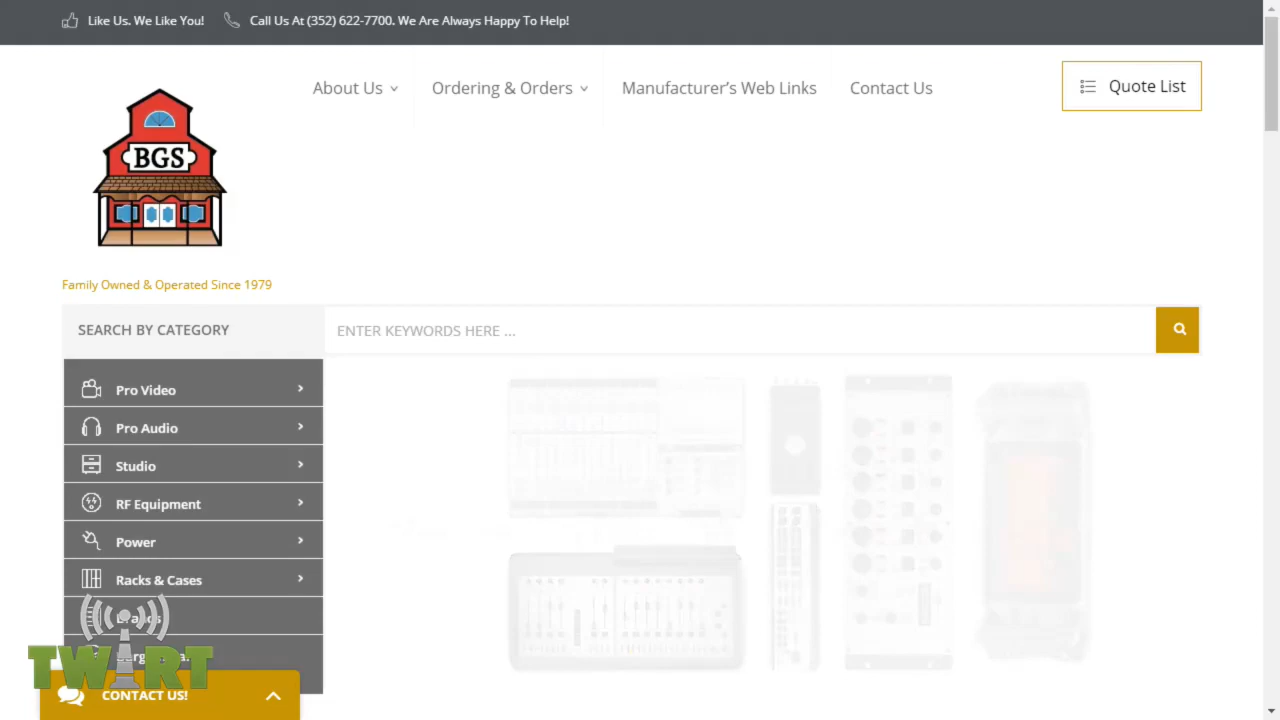 Like Us. We Like You!
Call Us At (352) 622-7700. We Are Always Happy To Help!
About Us
Ordering & Orders
Manufacturer’s Web Links
Contact Us
Quote List
BGS
Family Owned & Operated Since 1979
SEARCH BY CATEGORY
ENTER KEYWORDS HERE ...
Pro Video
Pro Audio
Studio
RF Equipment
Power
Racks & Cases
Brands
TWiRT
CONTACT US!